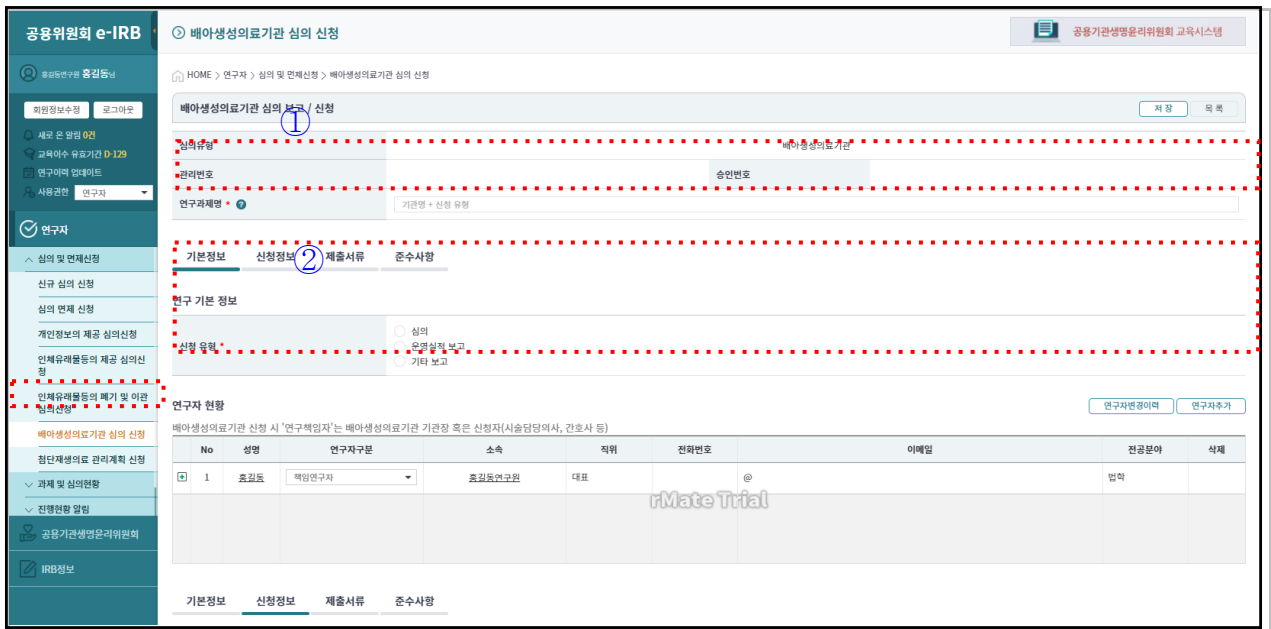 공용위원회 e-IRB
배아생성의료기관 심의 신청
공용기관생명윤리위원회 교육시스템
홍길동연구원 홍길동님
HOME > 연구자 > 심의 및 면제신청 > 배아생성의료기관 심의 신청
회원정보수정 로그아웃
새로 온 알림 0건
교육이수 유효기간 D-129
연구이력 업데이트
사용권한 연구자
배아생성의료기관 심의 보고 / 신청
저 장 목 록
①
심의유형 배아생성의료기관
관리번호 승인번호
연구과제명 * ? 기관명 + 신청 유형
연구자
심의 및 면제신청
신규 심의 신청
심의 면제 신청
개인정보의 제공 심의신청
인체유래물등의 제공 심의신
청
인체유래물등의 폐기 및 이관
심의신청
배아생성의료기관 심의 신청
첨단재생의료 관리계획 신청
과제 및 심의현황
진행현황 알림
공용기관생명윤리위원회
IRB정보
기본정보 신청정보 ② 제출서류 준수사항
연구 기본 정보
신청 유형 *
심의
운영실적 보고
기타 보고
연구자 현황
연구자변경이력 연구자추가
배아생성의료기관 신청 시 '연구책임자'는 배아생성의료기관 기관장 혹은 신청자(시술담당의사, 간호사 등)
No 성명 연구자구분 소속 직위 전화번호 이메일 전공분야 삭제
1 홍길동 책임연구자 홍길동연구원 대표 @ 법학
rMate Trial
기본정보 신청정보 제출서류 준수사항